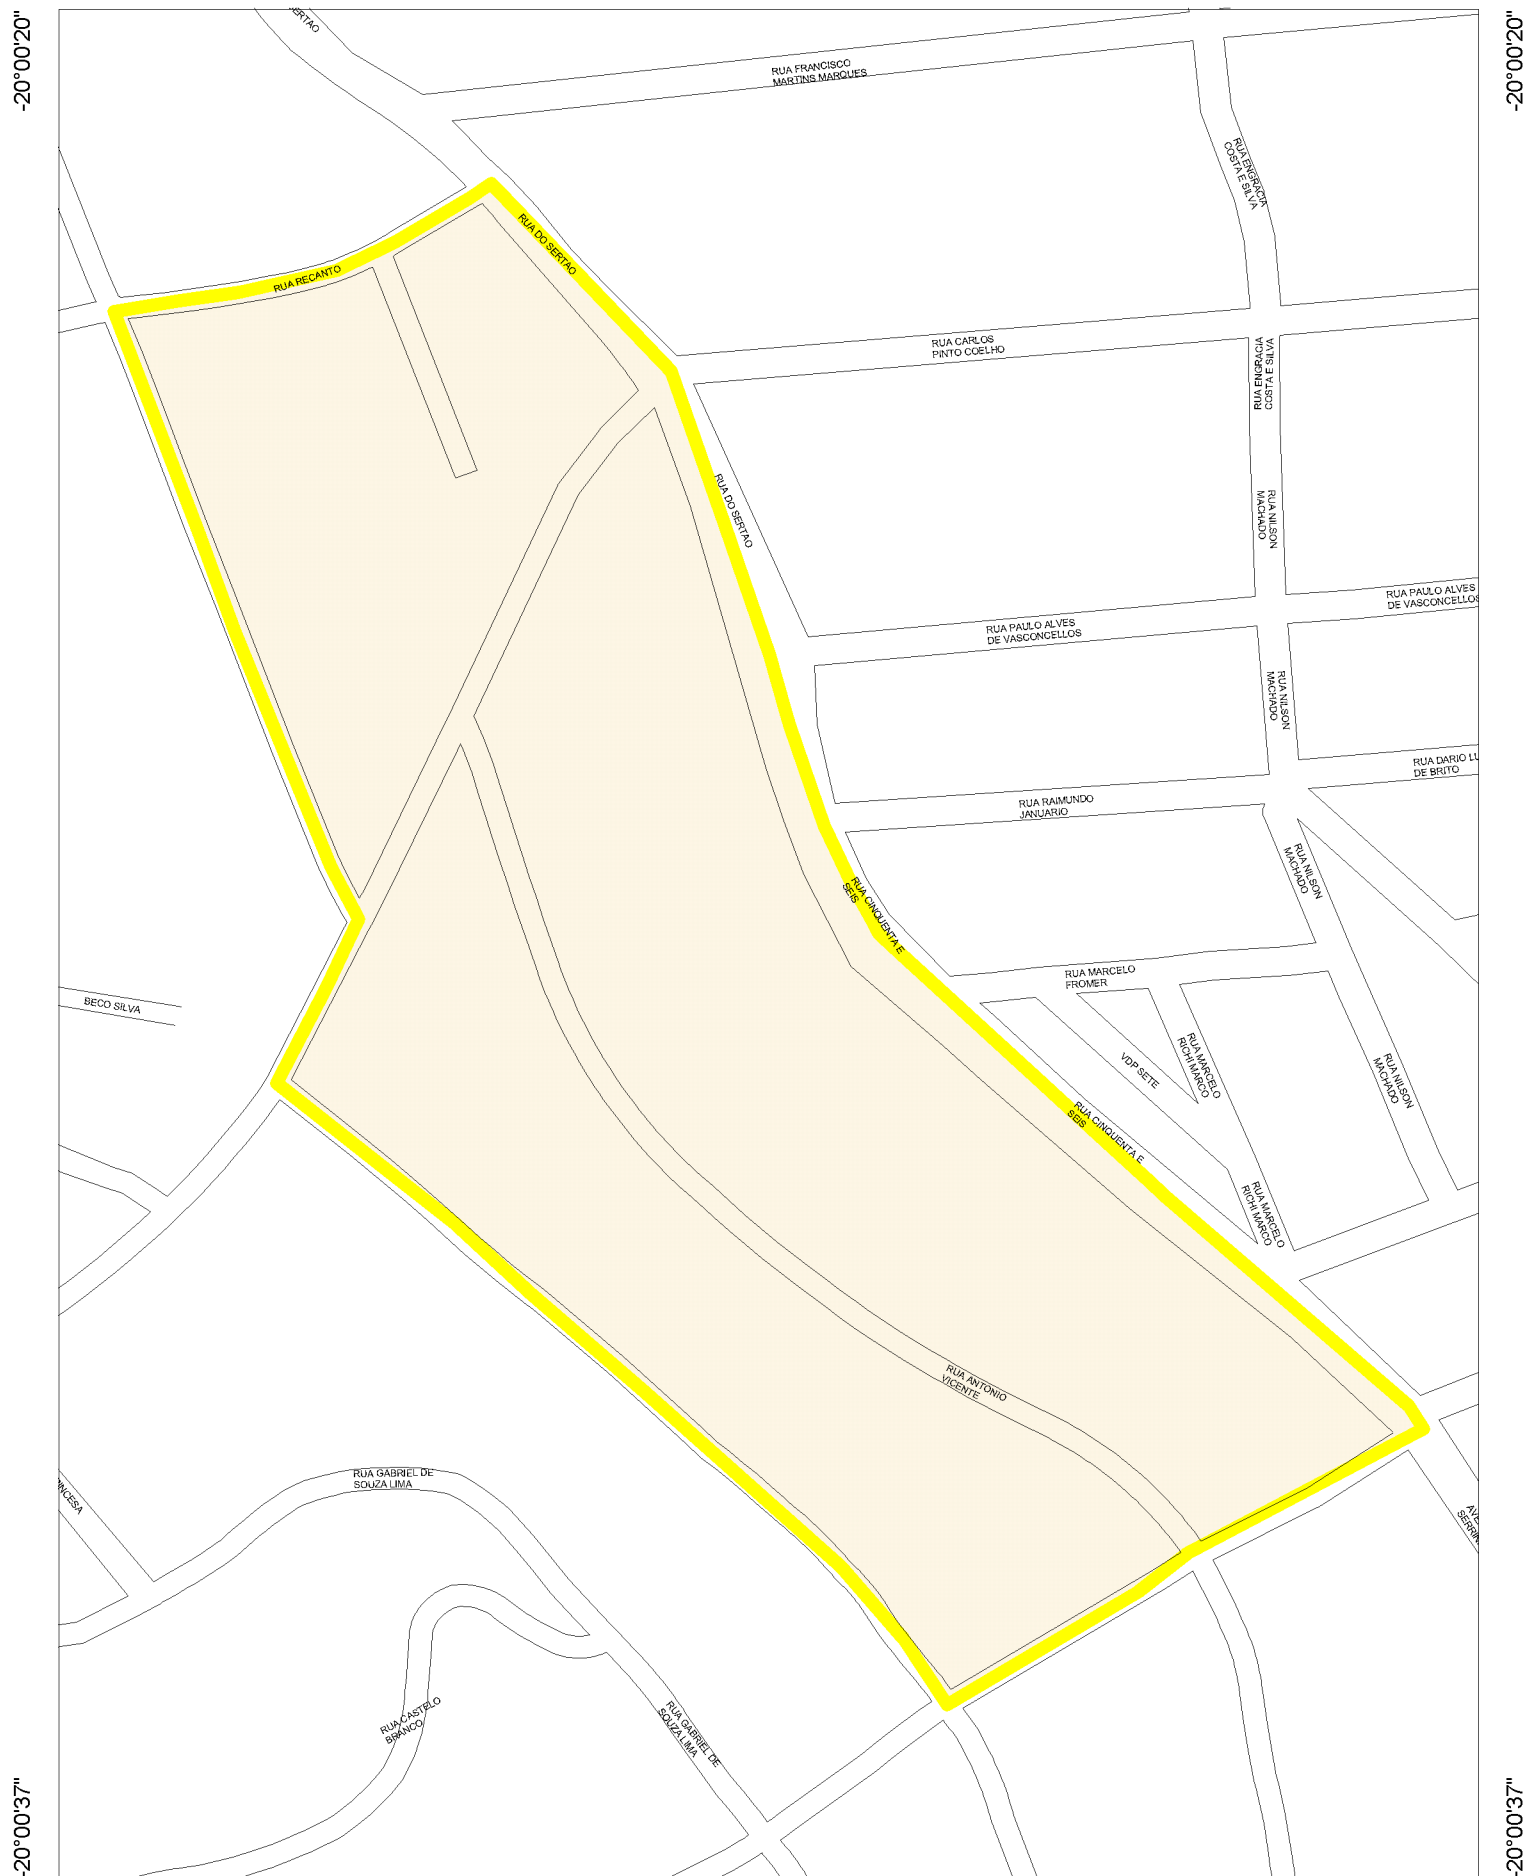 -20°00'20"
-20°00'20"
RUA FRANCISCO
MARTINS MARQUES
RUA ENGRACIA
COSTA E SILVA
RUA DO SERTAO
RUA RECANTO
RUA CARLOS
PINTO COELHO
RUA ENGRACIA
COSTA E SILVA
RUA DO SERTAO
RUA NILSON
MACHADO
RUA PAULO ALVES
DE VASCONCELLOS
RUA PAULO ALVES
DE VASCONCELLOS
RUA NILSON
MACHADO
RUA DARIO LU
DE BRITO
RUA RAIMUNDO
JANUARIO
RUA NILSON
MACHADO
RUA CINQUENTA E
SEIS
RUA MARCELO
FROMER
BECO SILVA
VDP SETE
RUA MARCELO
RICHI MARCO
RUA NILSON
MACHADO
RUA CINQUENTA E
SEIS
RUA MARCELO
RICHI MARCO
RUA ANTONIO
VICENTE
RUA GABRIEL DE
SOUZA LIMA
RUA CASTELO
BRANCO
RUA GABRIEL DE
SOUZA LIMA
-20°00'37"
-20°00'37"